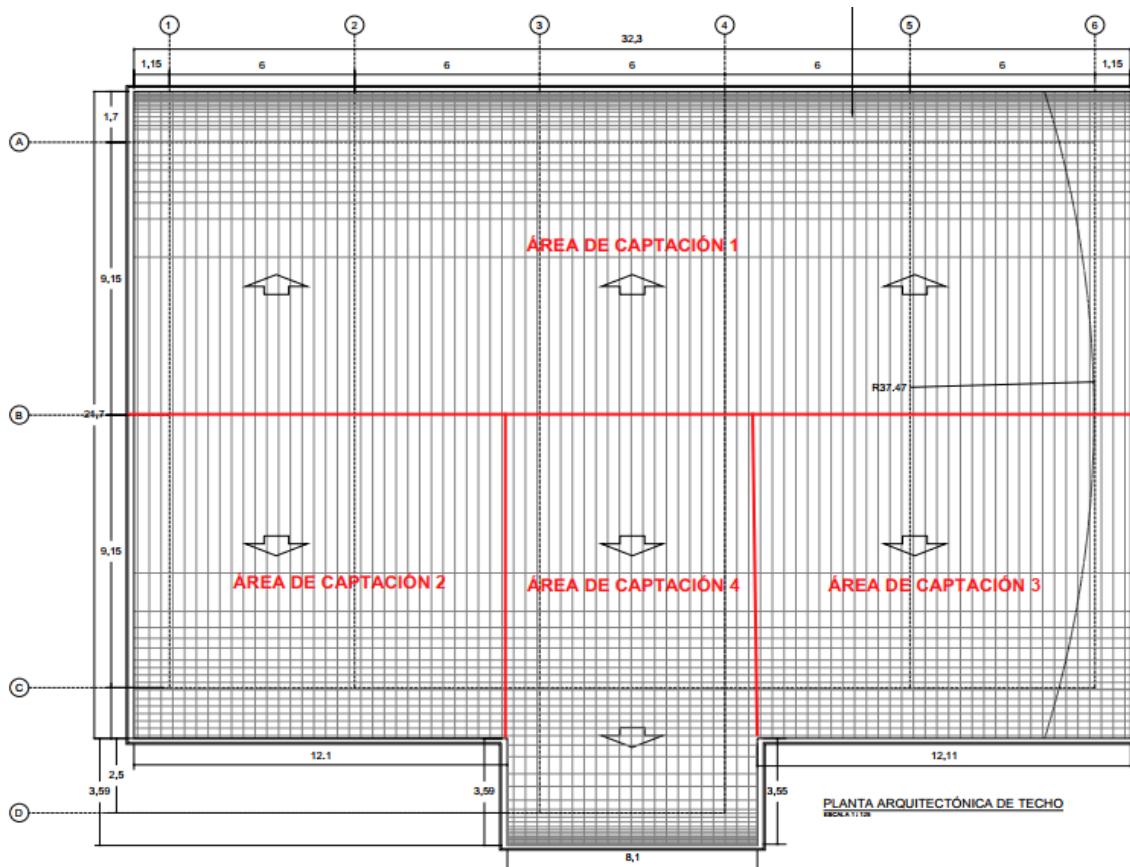 1 2 3 4 5 6
32,3
1,15 6 6 6 6 6 1,15
1,7
A
ÁREA DE CAPTACIÓN 1
9,15
R37.47
B
21,7
9,15
ÁREA DE CAPTACIÓN 2 ÁREA DE CAPTACIÓN 4 ÁREA DE CAPTACIÓN 3
C
12.1 12,11
2,5
3,59 3,59 3,55
PLANTA ARQUITECTÓNICA DE TECHO
ESCALA 1: 125
D
8,1